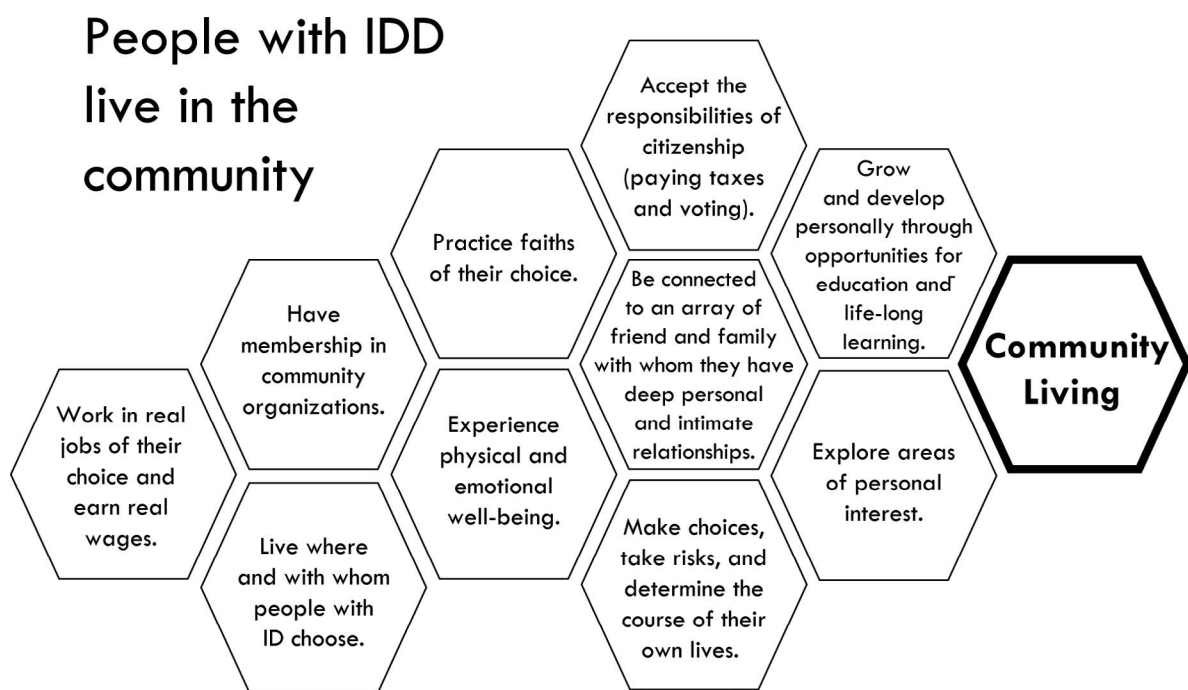 People with IDD
live in the
community
Work in real
jobs of their
choice and
earn real
wages.
Have
membership in
community
organizations.
Live where
and with whom
people with
ID choose.
Practice faiths
of their choice.
Experience
physical and
emotional
well-being.
Accept the
responsibilities of
citizenship
(paying taxes
and voting).
Be connected
to an array of
friend and family
with whom they have
deep personal
and intimate
relationships.
Make choices,
take risks, and
determine the
course of their
own lives.
Grow
and develop
personally through
opportunities for
education and
life-long
learning.
Explore areas
of personal
interest.
Community
Living